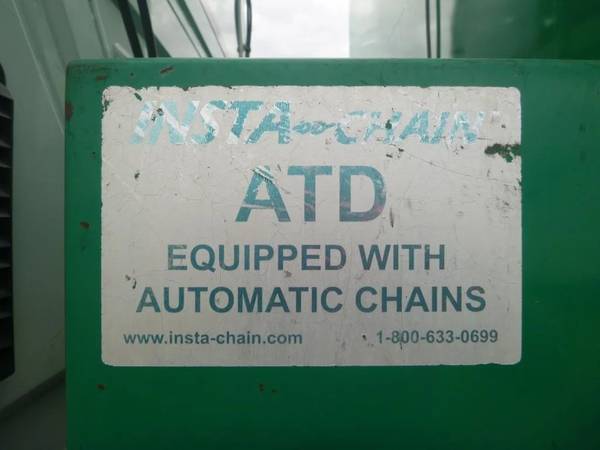 INSTA CHAIN
ATD
EQUIPPED WITH
AUTOMATIC CHAINS
www.insta-chain.com 1-800-633-0699